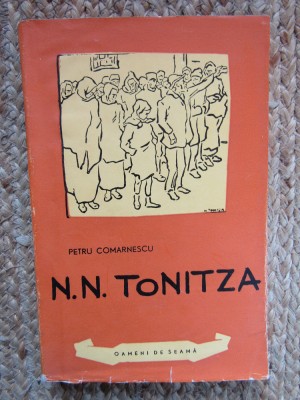 PETRU COMARNESCU
N.N. ToNITZA
OAMENI DE SEAMĂ